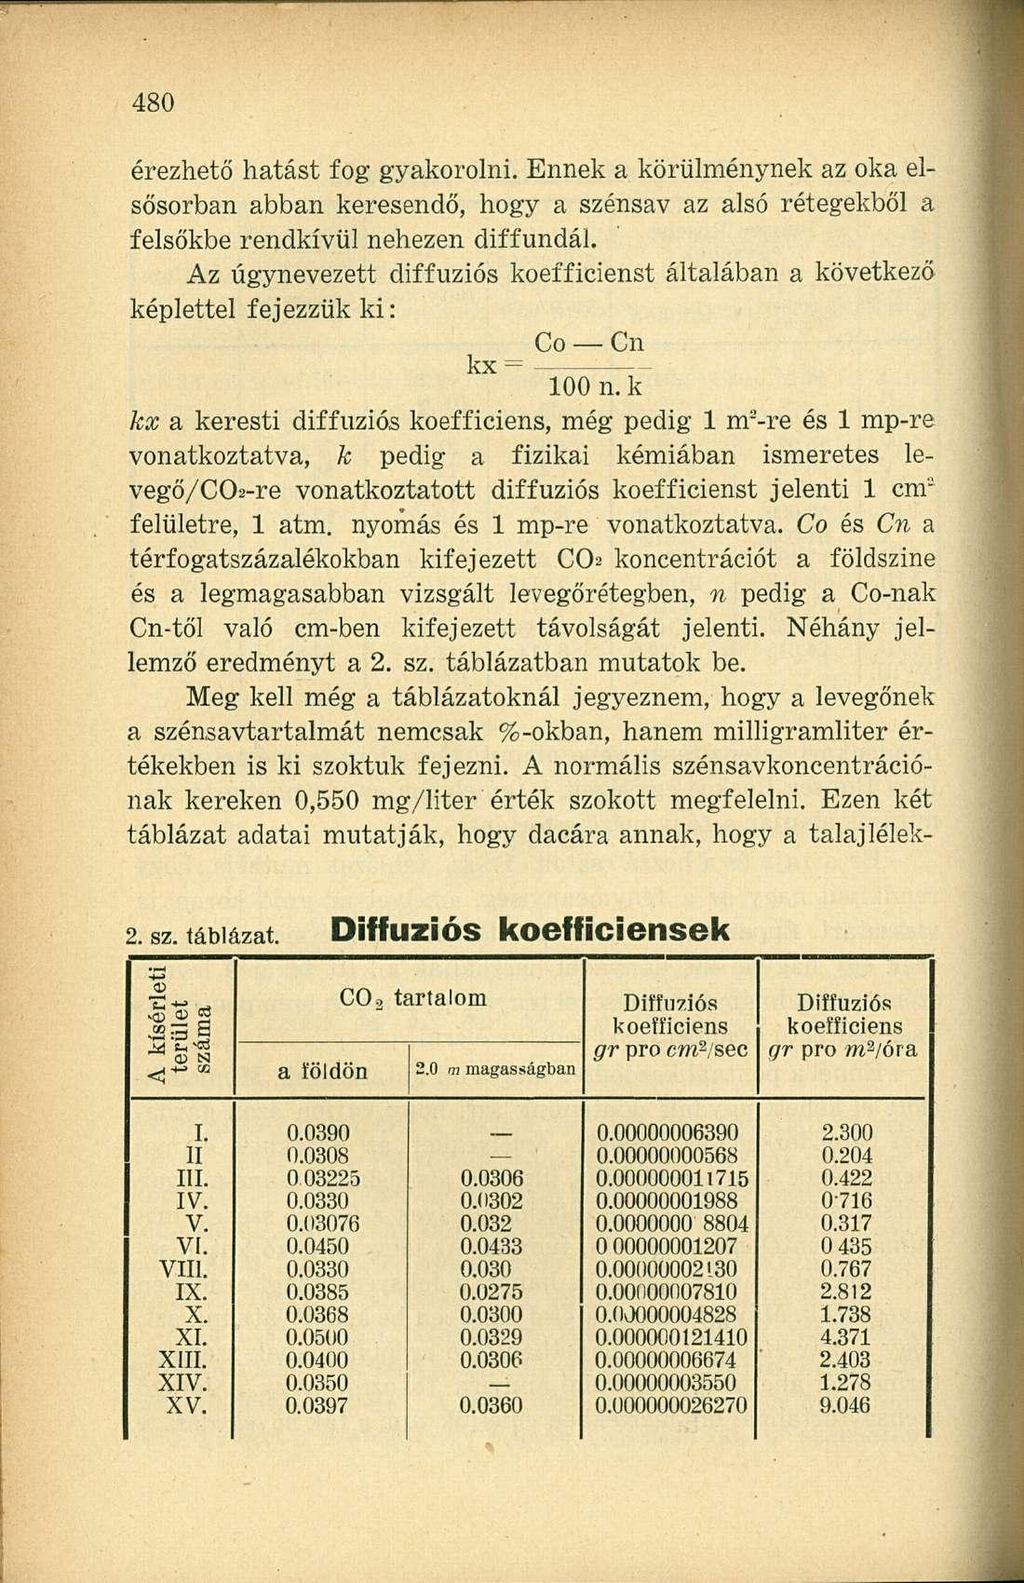 480
érezhető hatást fog gyakorolni. Ennek a körülménynek az oka el-
sősorban abban keresendő, hogy a szénsav az alsó rétegekből a
felsőkbe rendkívül nehezen diffundál.
Az úgynevezett diffuziós koefficienst általában a következő
képlettel fejezzük ki:
Co — Cn
kx =
100 n. k
kx a keresti diffuziós koefficiens, még pedig 1 m²-re és 1 mp-re
vonatkoztatva, k pedig a fizikai kémiában ismeretes le-
vegő/CO₂-re vonatkoztatott diffuziós koefficienst jelenti 1 cm²
felületre, 1 atm. nyomás és 1 mp-re vonatkoztatva. Co és Cn a
térfogatszázalékokban kifejezett CO₂ koncentrációt a földszine
és a legmagasabban vizsgált levegőrétegben, n pedig a Co-nak
Cn-től való cm-ben kifejezett távolságát jelenti. Néhány jel-
lemző eredményt a 2. sz. táblázatban mutatok be.
Meg kell még a táblázatoknál jegyeznem, hogy a levegőnek
a szénsavtartalmát nemcsak %-okban, hanem milligramliter ér-
tékekben is ki szoktuk fejezni. A normális szénsavkoncentráció-
nak kereken 0,550 mg/liter érték szokott megfelelni. Ezen két
táblázat adatai mutatják, hogy dacára annak, hogy a talajlélek-
2. sz. táblázat. Diffuziós koefficiensek
A kísérleti
terület
száma
CO₂ tartalom
a földön
2.0 m magasságban
Diffuziós
koefficiens
gr pro cm²/sec
Diffuziós
koefficiens
gr pro m²/óra
I. 0.0390 — 0.00000006390 2.300
II 0.0308 — 0.00000000568 0.204
III. 0 03225 0.0306 0.000000011715 0.422
IV. 0.0330 0.0302 0.00000001988 0·716
V. 0.03076 0.032 0.0000000 8804 0.317
VI. 0.0450 0.0433 0 00000001207 0 435
VIII. 0.0330 0.030 0.00000002130 0.767
IX. 0.0385 0.0275 0.00000007810 2.812
X. 0.0368 0.0300 0.00000004828 1.738
XI. 0.0500 0.0329 0.0000000121410 4.371
XIII. 0.0400 0.0306 0.00000006674 2.403
XIV. 0.0350 — 0.00000003550 1.278
XV. 0.0397 0.0360 0.000000026270 9.046